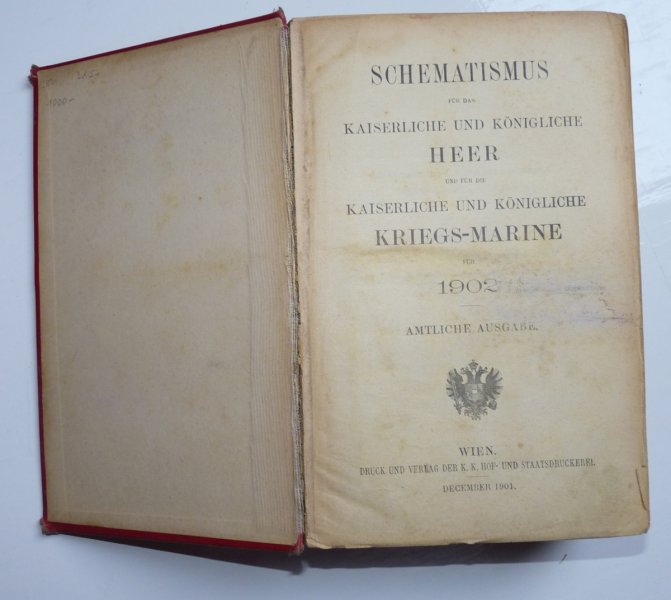 1000-
SCHEMATISMUS
FÜR DAS
KAISERLICHE UND KÖNIGLICHE
HEER
UND FÜR DIE
KAISERLICHE UND KÖNIGLICHE
KRIEGS-MARINE
FÜR
1902
AMTLICHE AUSGABE.
WIEN.
DRUCK UND VERLAG DER K. K. HOF- UND STAATSDRUCKEREI.
DECEMBER 1901.